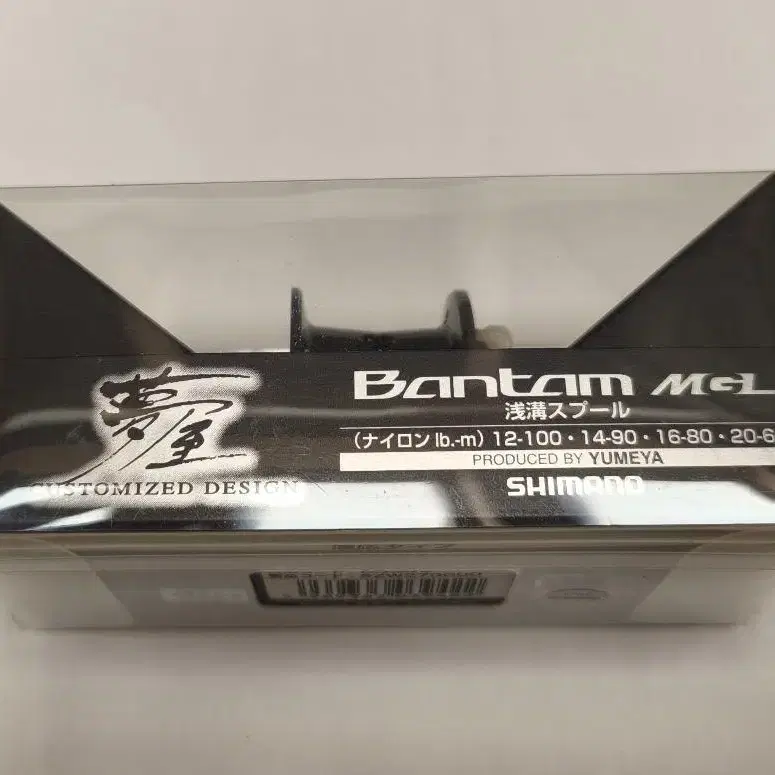 夢屋
CUSTOMIZED DESIGN
Bantam MGL
浅溝スプール
(ナイロン lb.-m) 12-100・14-90・16-80・20-6
PRODUCED BY YUMEYA
SHIMANO